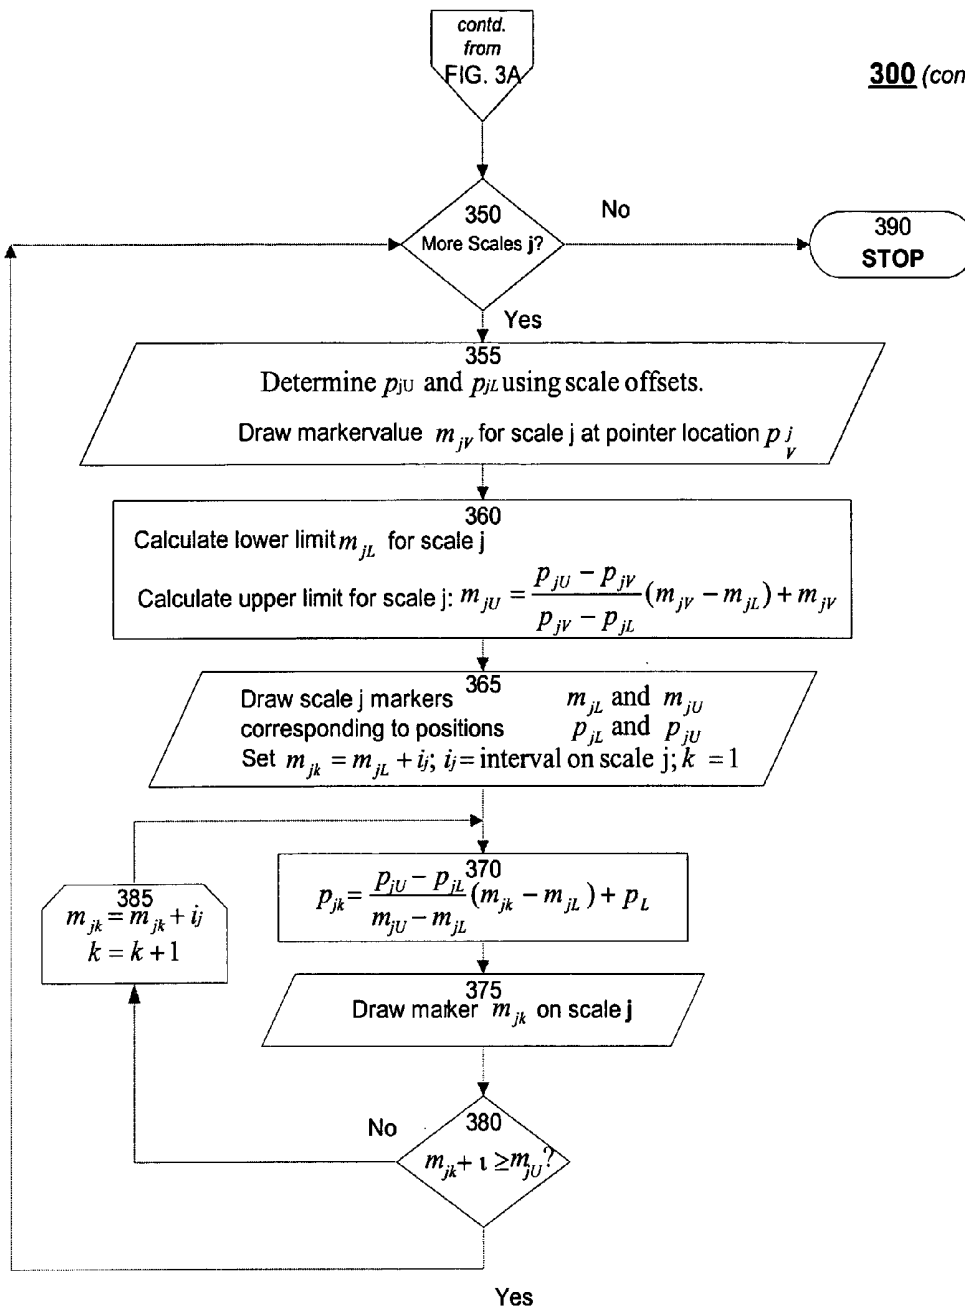 contd.
from
FIG. 3A
300 (con
350
More Scales j?
No
390
STOP
Yes
355
Determine p_jU and p_jL using scale offsets.
Draw markervalue m_jV for scale j at pointer location p_jV
360
Calculate lower limit m_jL for scale j
Calculate upper limit for scale j: m_jU = (p_jU − p_jV)/(p_jV − p_jL) (m_jV − m_jL) + m_jV
365
Draw scale j markers m_jL and m_jU
corresponding to positions p_jL and p_jU
Set m_jk = m_jL + i_j; i_j = interval on scale j; k = 1
370
p_jk = (p_jU − p_jL)/(m_jU − m_jL) (m_jk − m_jL) + p_L
385
m_jk = m_jk + i_j
k = k + 1
375
Draw marker m_jk on scale j
No
380
m_jk + ι ≥ m_jU?
Yes